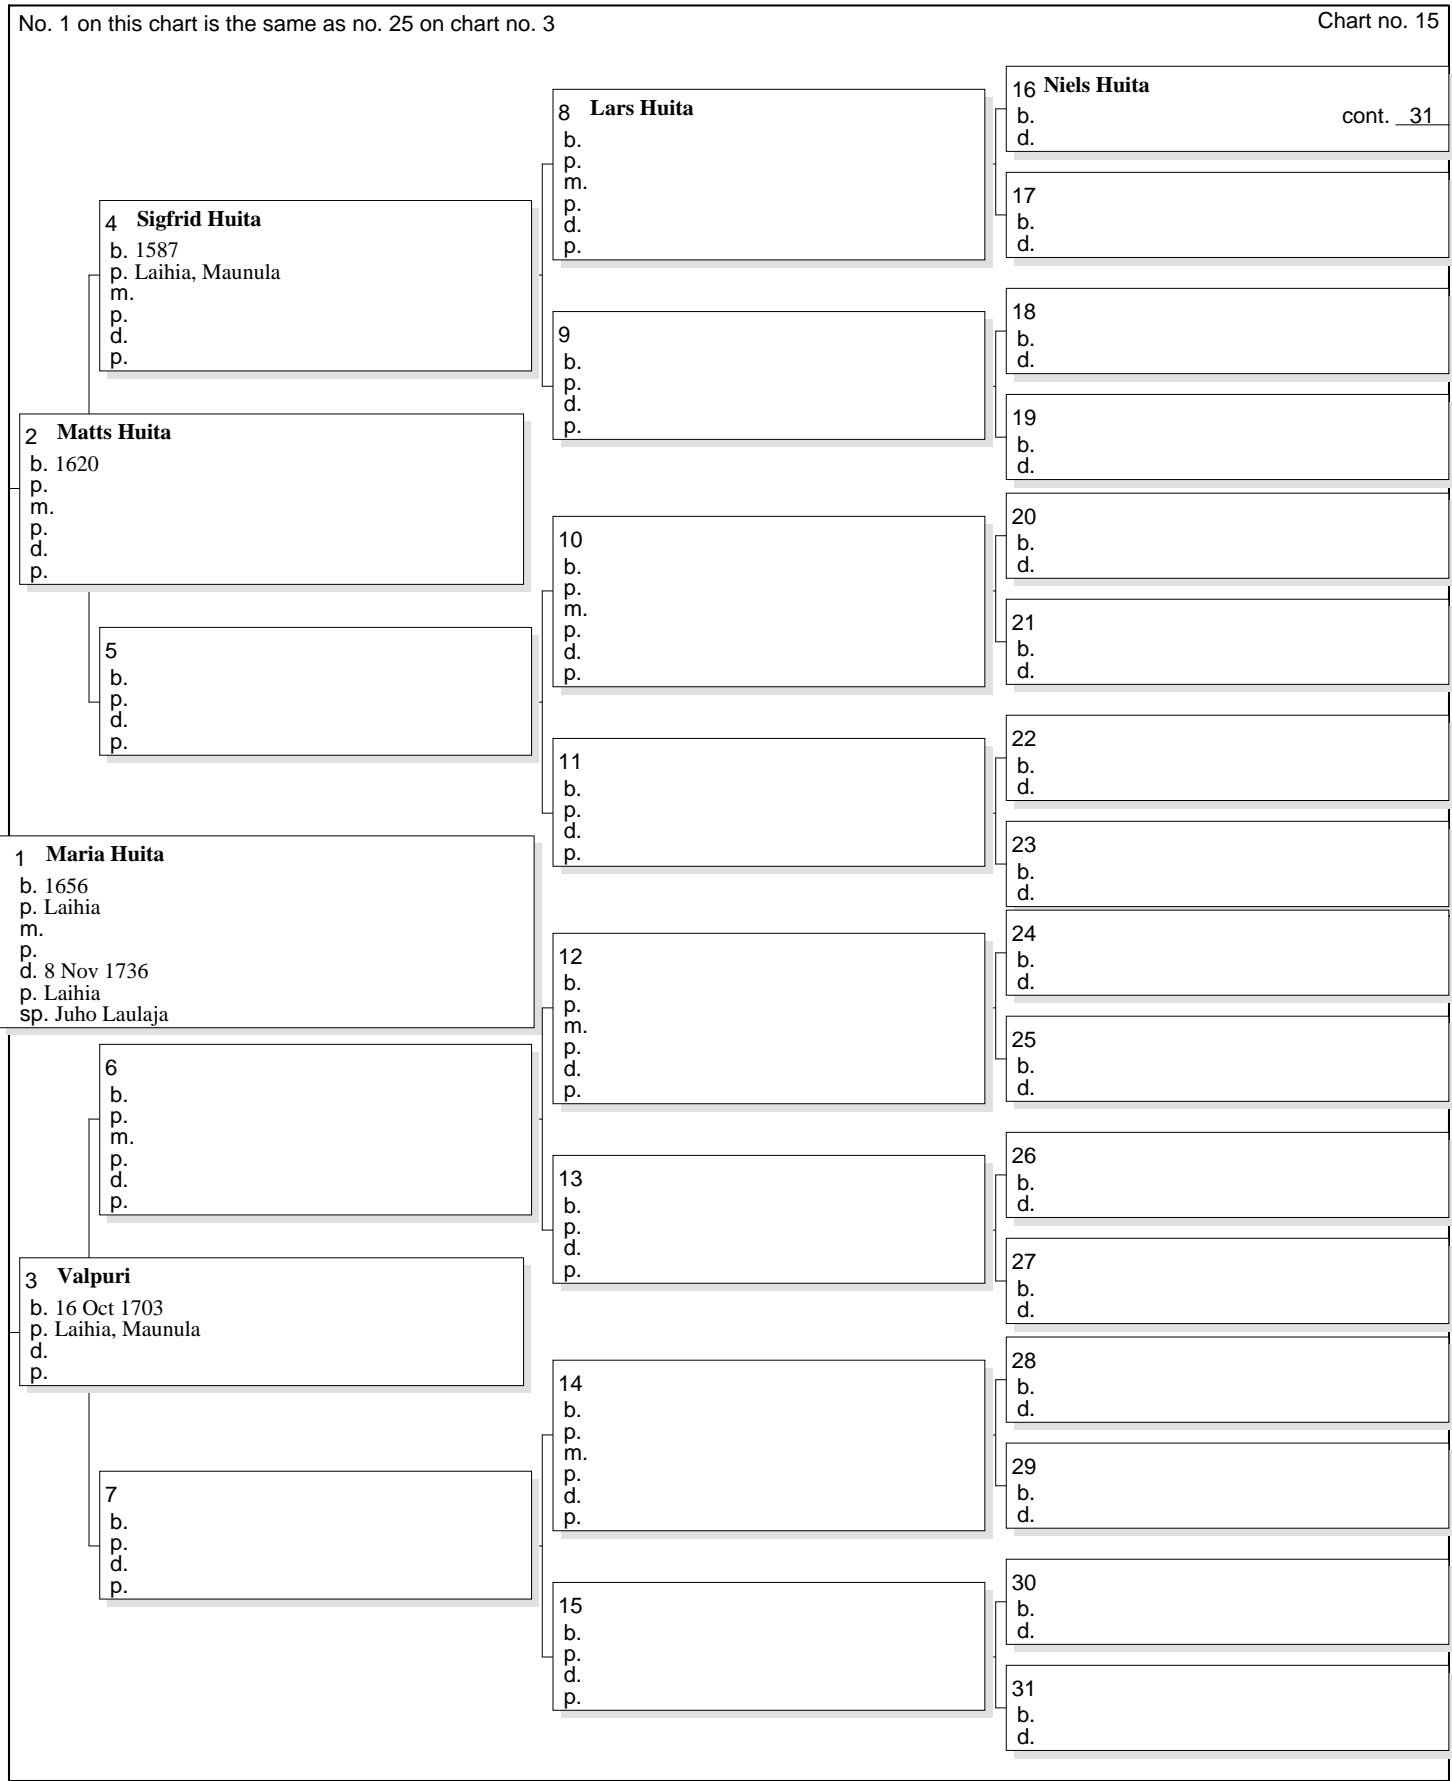 No. 1 on this chart is the same as no. 25 on chart no. 3
Chart no. 15
16 Niels Huita
b.
cont. 31
d.
8 Lars Huita
b.
p.
m.
p.
d.
p.
17
b.
d.
4 Sigfrid Huita
b. 1587
p. Laihia, Maunula
m.
p.
d.
p.
18
b.
d.
9
b.
p.
d.
p.
19
b.
d.
2 Matts Huita
b. 1620
p.
m.
p.
d.
p.
20
b.
d.
10
b.
p.
m.
p.
d.
p.
21
b.
d.
5
b.
p.
d.
p.
22
b.
d.
11
b.
p.
d.
p.
23
b.
d.
1 Maria Huita
b. 1656
p. Laihia
m.
p.
d. 8 Nov 1736
p. Laihia
sp. Juho Laulaja
24
b.
d.
12
b.
p.
m.
p.
d.
p.
25
b.
d.
6
b.
p.
m.
p.
d.
p.
26
b.
d.
13
b.
p.
d.
p.
27
b.
d.
3 Valpuri
b. 16 Oct 1703
p. Laihia, Maunula
d.
p.
28
b.
d.
14
b.
p.
m.
p.
d.
p.
29
b.
d.
7
b.
p.
d.
p.
30
b.
d.
15
b.
p.
d.
p.
31
b.
d.